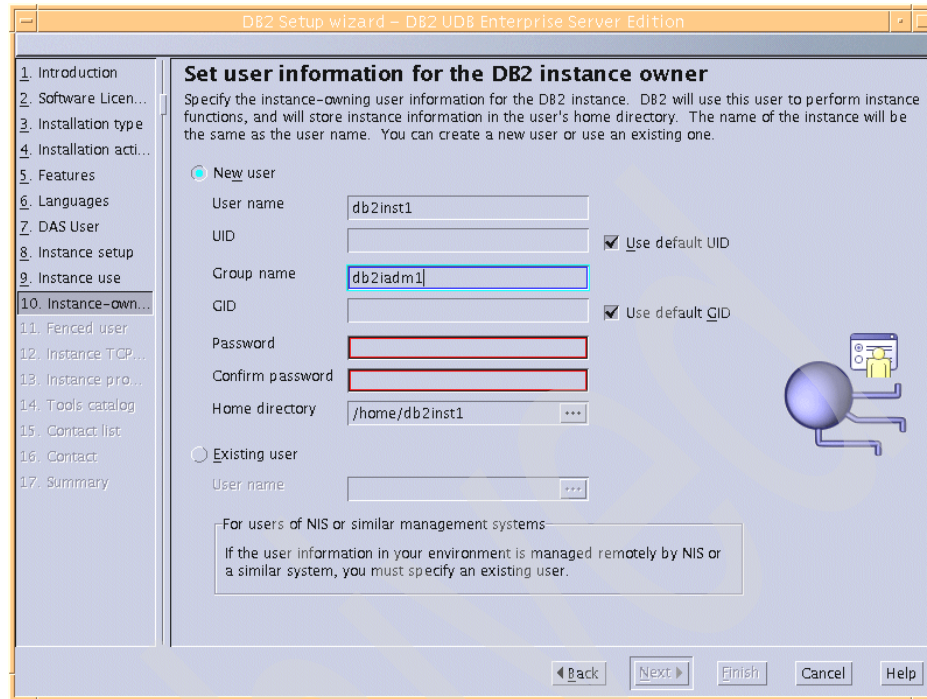 DB2 Setup wizard – DB2 UDB Enterprise Server Edition
1. Introduction
2. Software Licen...
3. Installation type
4. Installation acti...
5. Features
6. Languages
7. DAS User
8. Instance setup
9. Instance use
10. Instance-own...
11. Fenced user
12. Instance TCP...
13. Instance pro...
14. Tools catalog
15. Contact list
16. Contact
17. Summary
Set user information for the DB2 instance owner
Specify the instance-owning user information for the DB2 instance. DB2 will use this user to perform instance
functions, and will store instance information in the user's home directory. The name of the instance will be
the same as the user name. You can create a new user or use an existing one.
New user
User name db2inst1
UID Use default UID
Group name db2iadm1
GID Use default GID
Password
Confirm password
Home directory /home/db2inst1 ...
Existing user
User name ...
For users of NIS or similar management systems
If the user information in your environment is managed remotely by NIS or
a similar system, you must specify an existing user.
Back Next Finish Cancel Help